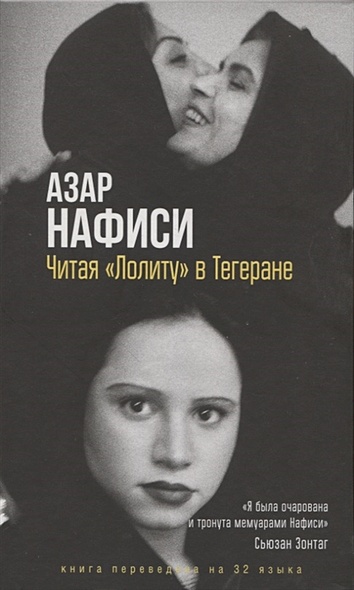 АЗАР
НАФИСИ
Читая «Лолиту» в Тегеране
«Я была очарована
и тронута мемуарами Нафиси»
Сьюзан Зонтаг
книга переведена на 32 языка